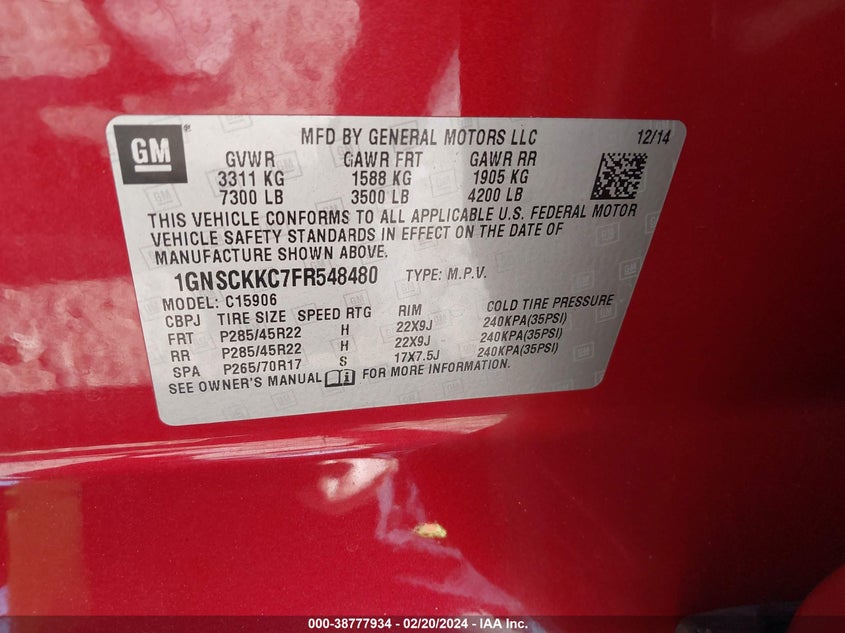 GM
MFD BY GENERAL MOTORS LLC 12/14
GVWR GAWR FRT GAWR RR
3311 KG 1588 KG 1905 KG
7300 LB 3500 LB 4200 LB
THIS VEHICLE CONFORMS TO ALL APPLICABLE U.S. FEDERAL MOTOR
VEHICLE SAFETY STANDARDS IN EFFECT ON THE DATE OF
MANUFACTURE SHOWN ABOVE.
1GNSCKKC7FR548480 TYPE: M.P.V.
MODEL: C15906
CBPJ TIRE SIZE SPEED RTG RIM COLD TIRE PRESSURE
FRT P285/45R22 H 22X9J 240KPA(35PSI)
RR P285/45R22 H 22X9J 240KPA(35PSI)
SPA P265/70R17 S 17X7.5J 240KPA(35PSI)
SEE OWNER'S MANUAL FOR MORE INFORMATION.
000-38777934 / 02/20/2024 / IAA Inc.